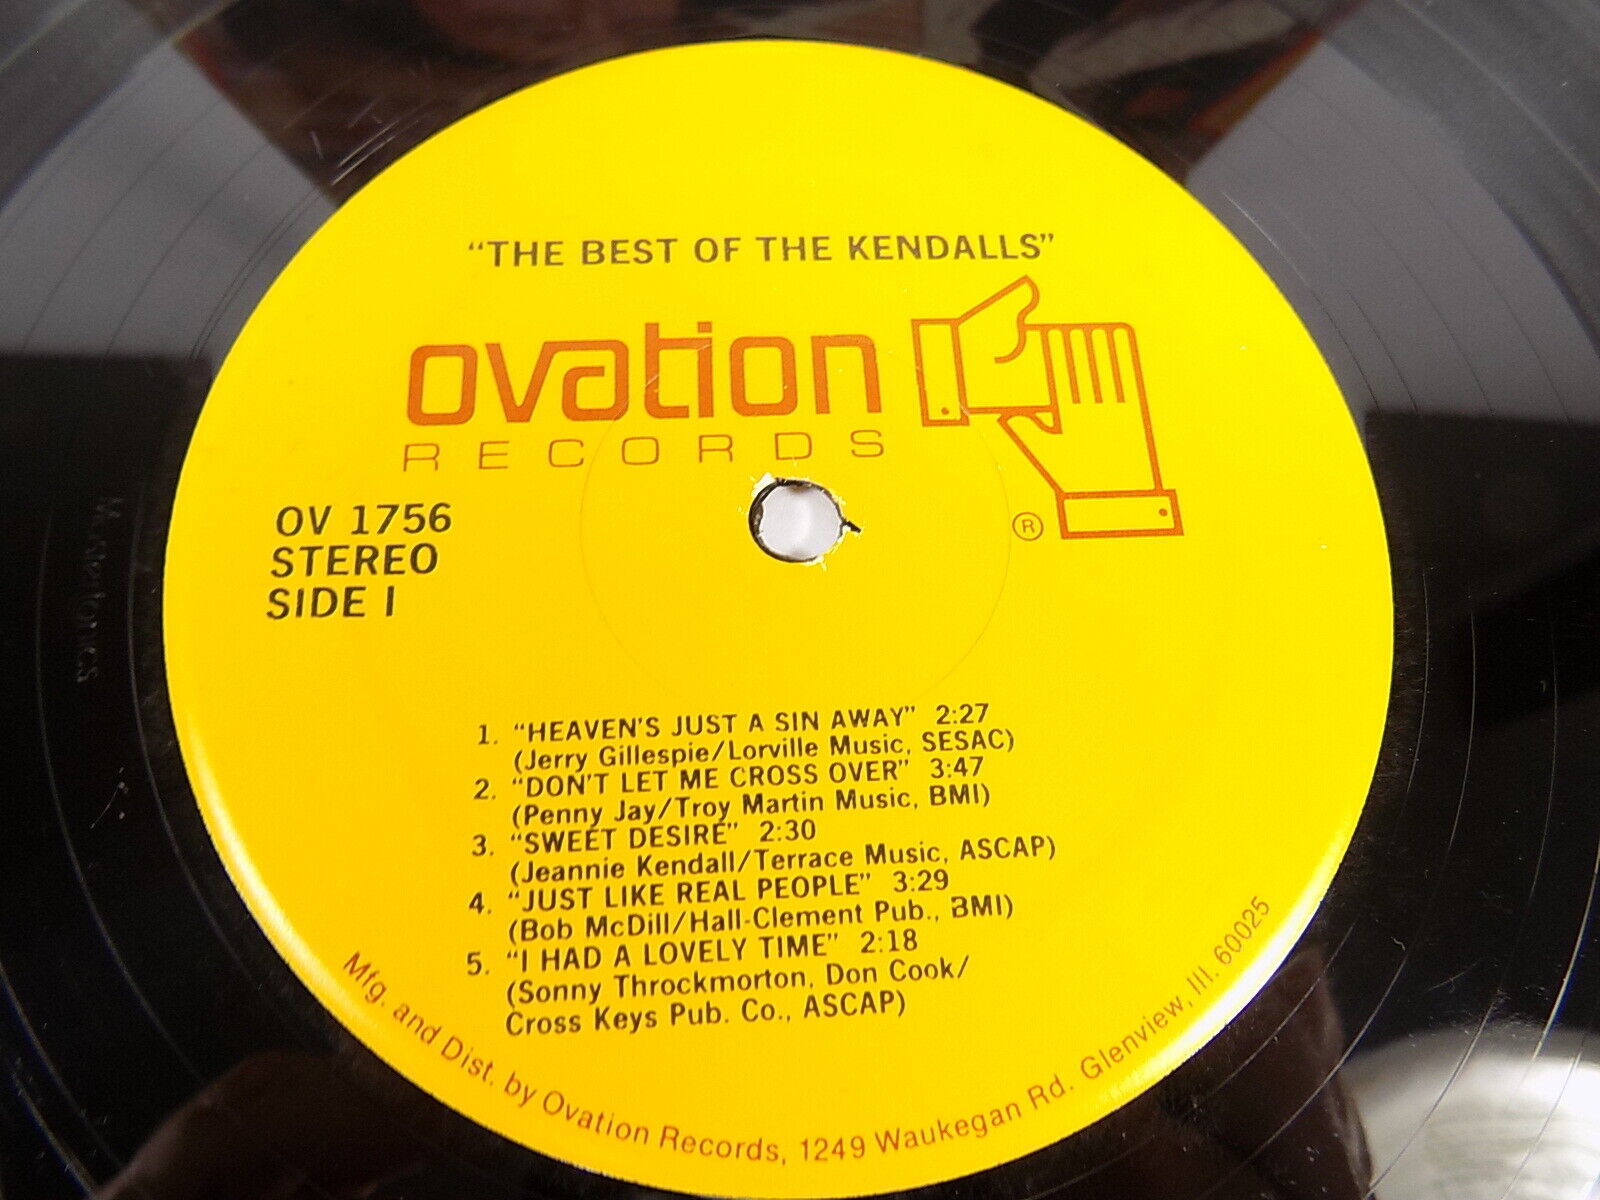 “THE BEST OF THE KENDALLS”
ovation
RECORDS
®
OV 1756
STEREO
SIDE I
1. “HEAVEN'S JUST A SIN AWAY” 2:27
(Jerry Gillespie/Lorville Music, SESAC)
2. “DON'T LET ME CROSS OVER” 3:47
(Penny Jay/Troy Martin Music, BMI)
3. “SWEET DESIRE” 2:30
(Jeannie Kendall/Terrace Music, ASCAP)
4. “JUST LIKE REAL PEOPLE” 3:29
(Bob McDill/Hall-Clement Pub., BMI)
5. “I HAD A LOVELY TIME” 2:18
(Sonny Throckmorton, Don Cook/
Cross Keys Pub. Co., ASCAP)
Mfg. and Dist. by Ovation Records, 1249 Waukegan Rd. Glenview, Ill. 60025
Masterfonics